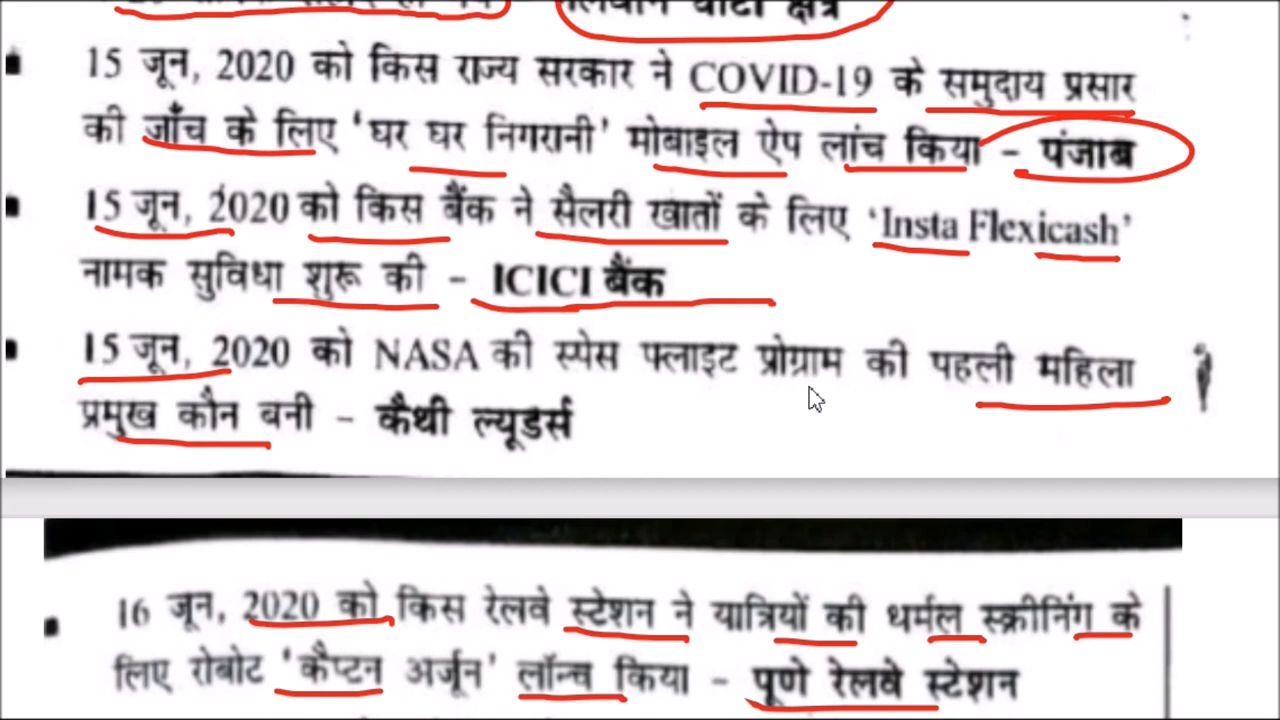 घाटी क्षेत्र
15 जून, 2020 को किस राज्य सरकार ने COVID-19 के समुदाय प्रसार
की जाँच के लिए ‘घर घर निगरानी’ मोबाइल ऐप लांच किया – पंजाब
15 जून, 2020 को किस बैंक ने सैलरी खातों के लिए ‘Insta Flexicash’
नामक सुविधा शुरू की – ICICI बैंक
15 जून, 2020 को NASA की स्पेस फ्लाइट प्रोग्राम की पहली महिला
प्रमुख कौन बनी – कैथी ल्यूडर्स
16 जून, 2020 को किस रेलवे स्टेशन ने यात्रियों की धर्मल स्क्रीनिंग के
लिए रोबोट ‘कैप्टन अर्जून’ लॉन्च किया – पूणे रेलवे स्टेशन